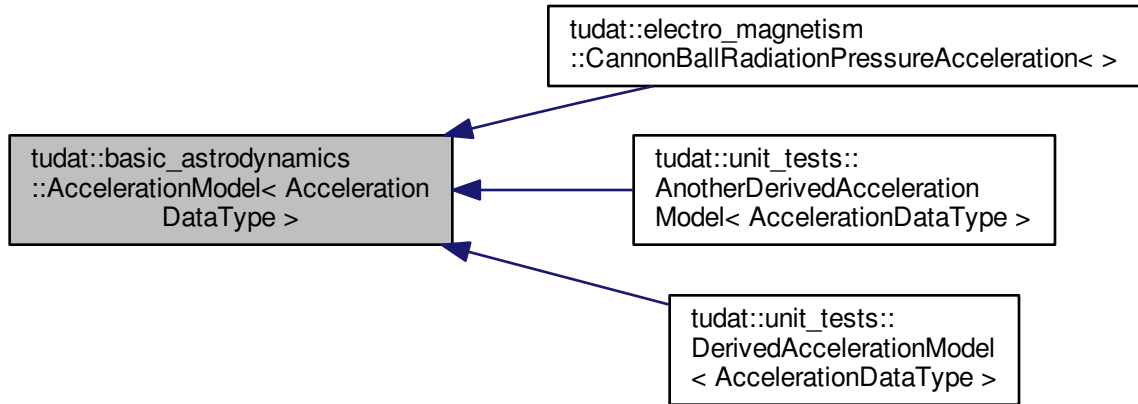 tudat::electro_magnetism
::CannonBallRadiationPressureAcceleration< >
tudat::basic_astrodynamics
::AccelerationModel< Acceleration
DataType >
tudat::unit_tests::
AnotherDerivedAcceleration
Model< AccelerationDataType >
tudat::unit_tests::
DerivedAccelerationModel
< AccelerationDataType >